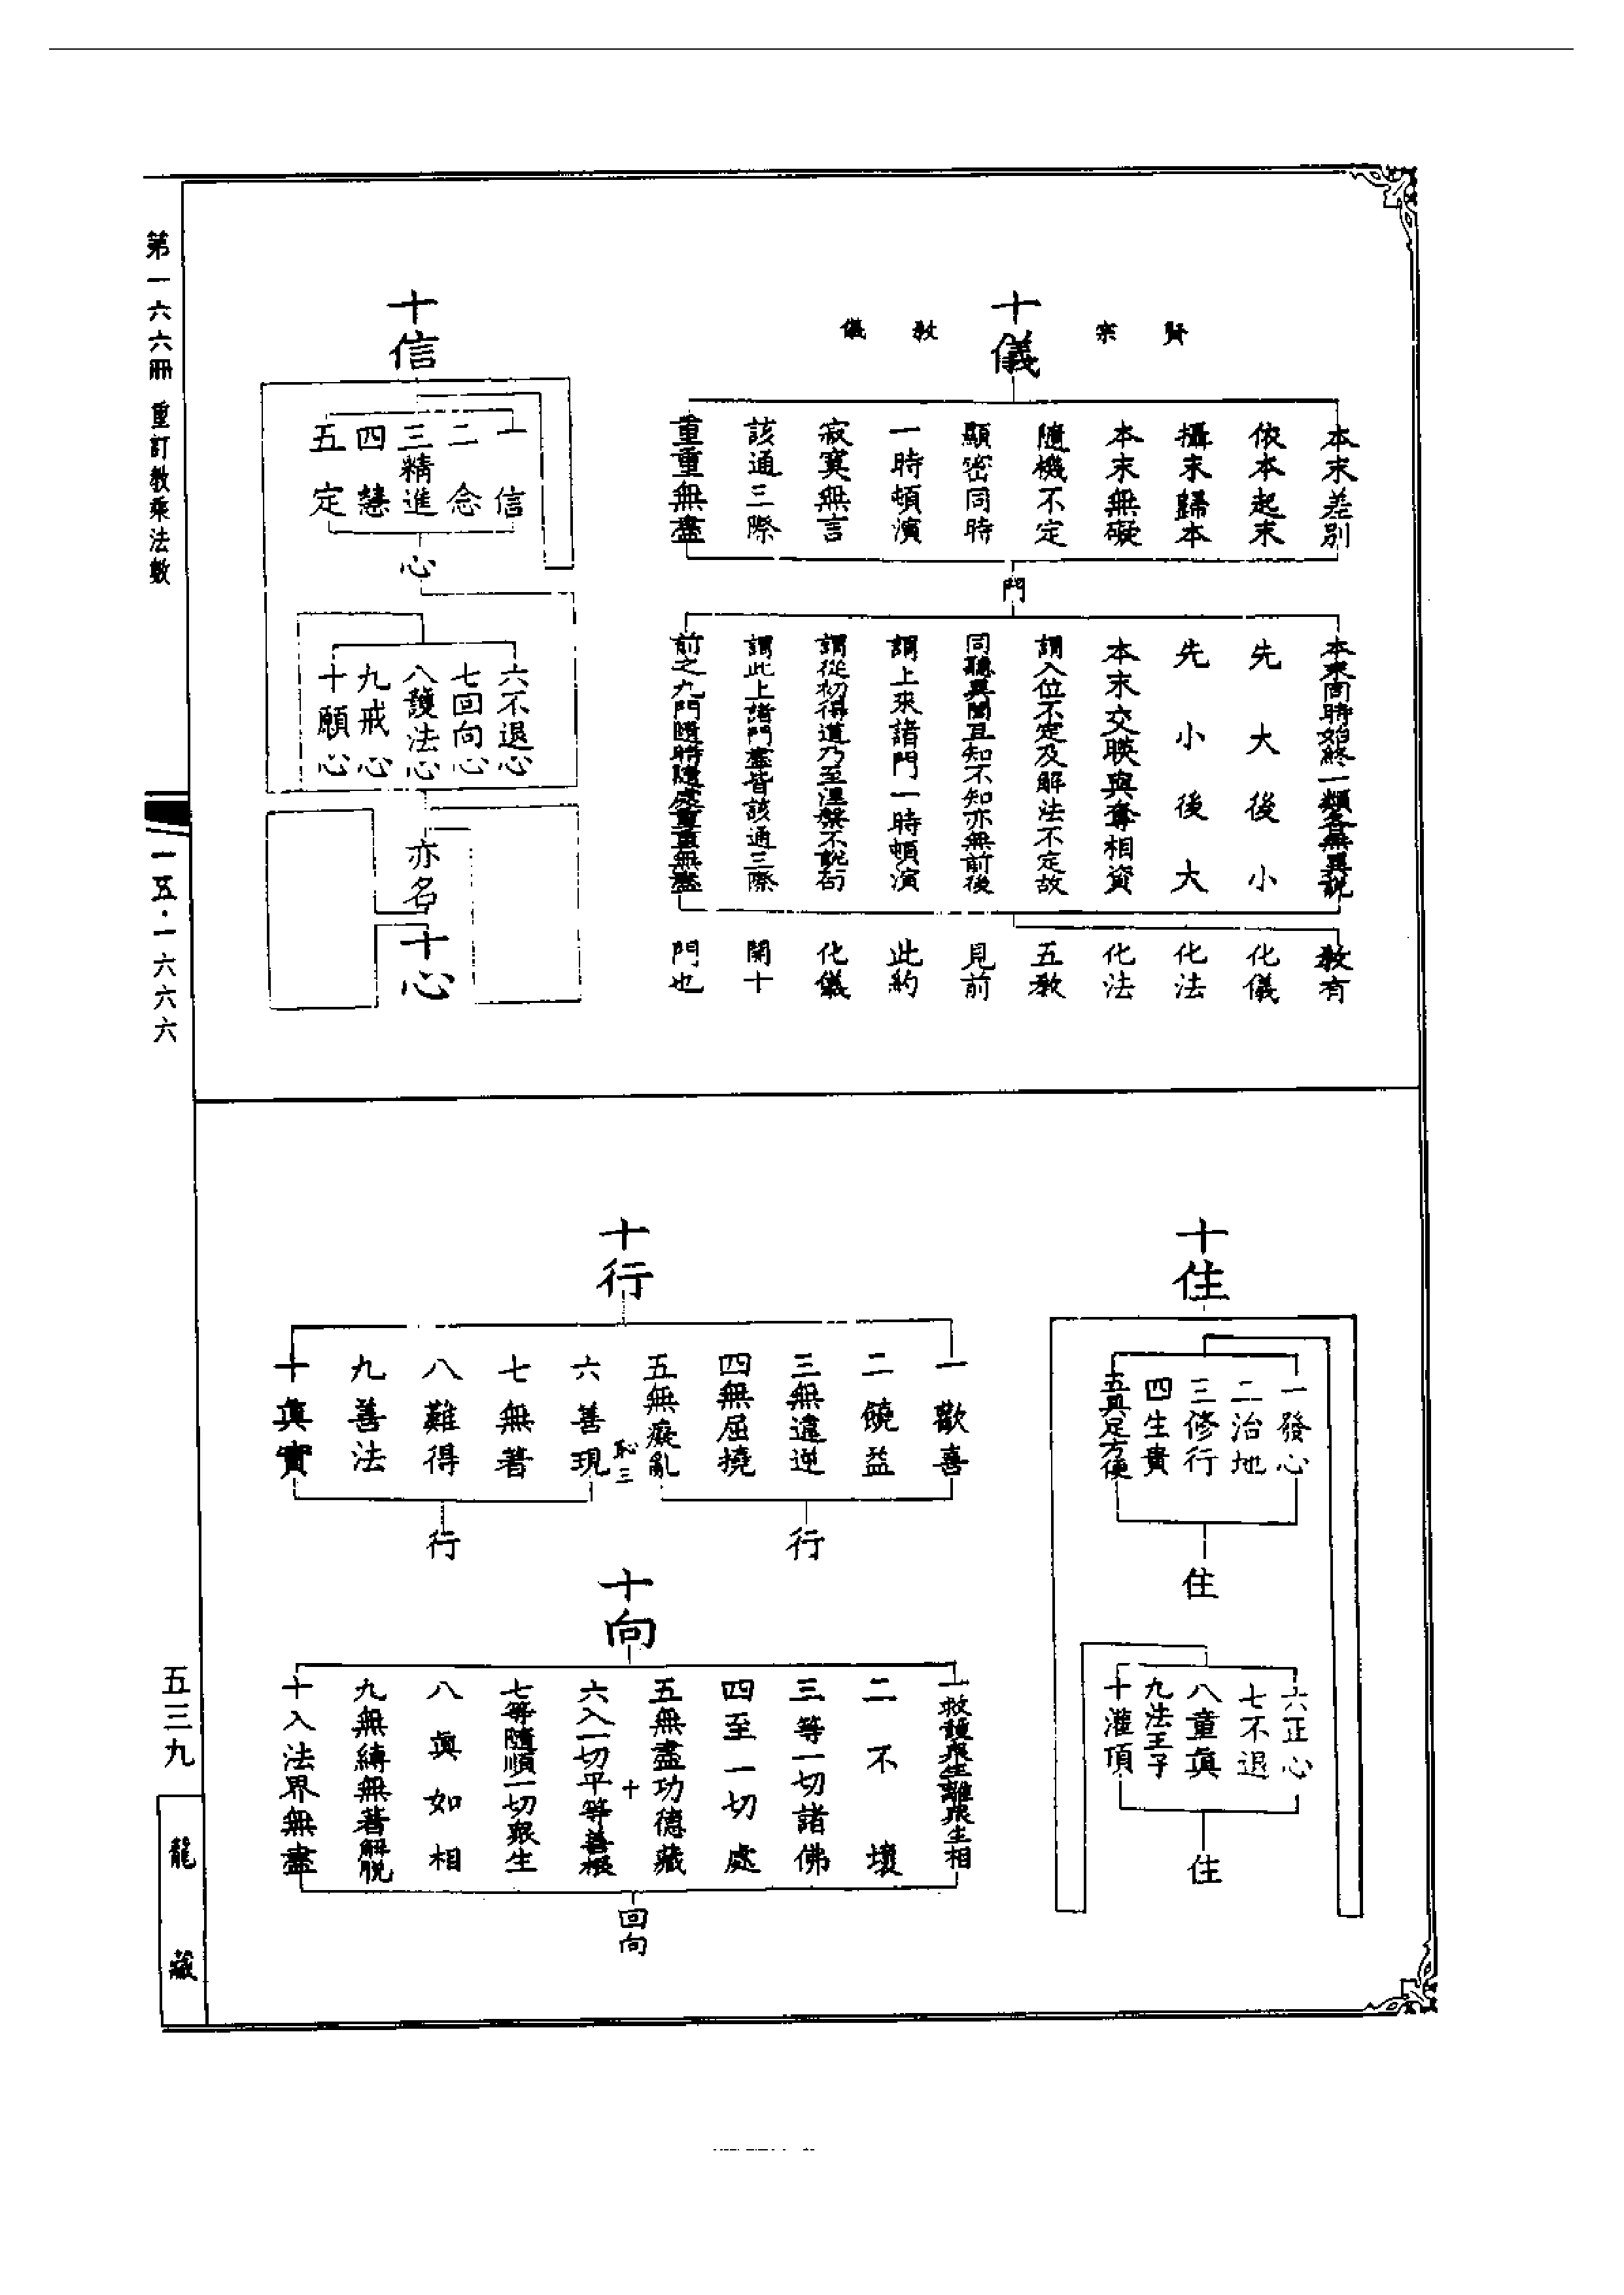 十儀
賢宗教儀
本末差別
依本起末
攝末歸本
本末無礙
隨機不定
顯密同時
一時頓演
寂寞無言
該通三際
重重無盡
門
本末同時始終一類各無異說
先大後小
先小後大
本末交映與奪相資
謂入位不定及解法不定故
同聽異聞互知不知亦無前後
謂上來諸門一時頓演
謂從初得道乃至涅槃不說一句
謂此上諸門盡皆該通三際
前之九門隨時隨處重重無盡
教有
化儀
化法
化法
五教
見前
此約
化儀
開十
門也
十信
一信
二念
三精進
四慧
五定
心
六不退心
七回向心
八護法心
九戒心
十願心
亦名
十心
十住
一發心
二治地
三修行
四生貴
五具足方便
住
六正心
七不退
八童真
九法王子
十灌頂
住
十行
一歡喜
二饒益
三無違逆
四無屈撓
五無癡亂
行
恥三
六善現
七無著
八難得
九善法
十真實
行
十向
一救護衆生離衆生相
二不壞
三等一切諸佛
四至一切處
五無盡功德藏
十
六入一切平等善根
七等隨順一切衆生
八真如相
九無縛無著解脫
十入法界無盡
回向
第一六六冊 重訂教乘法數
一五·一六六六
五三九
龍藏